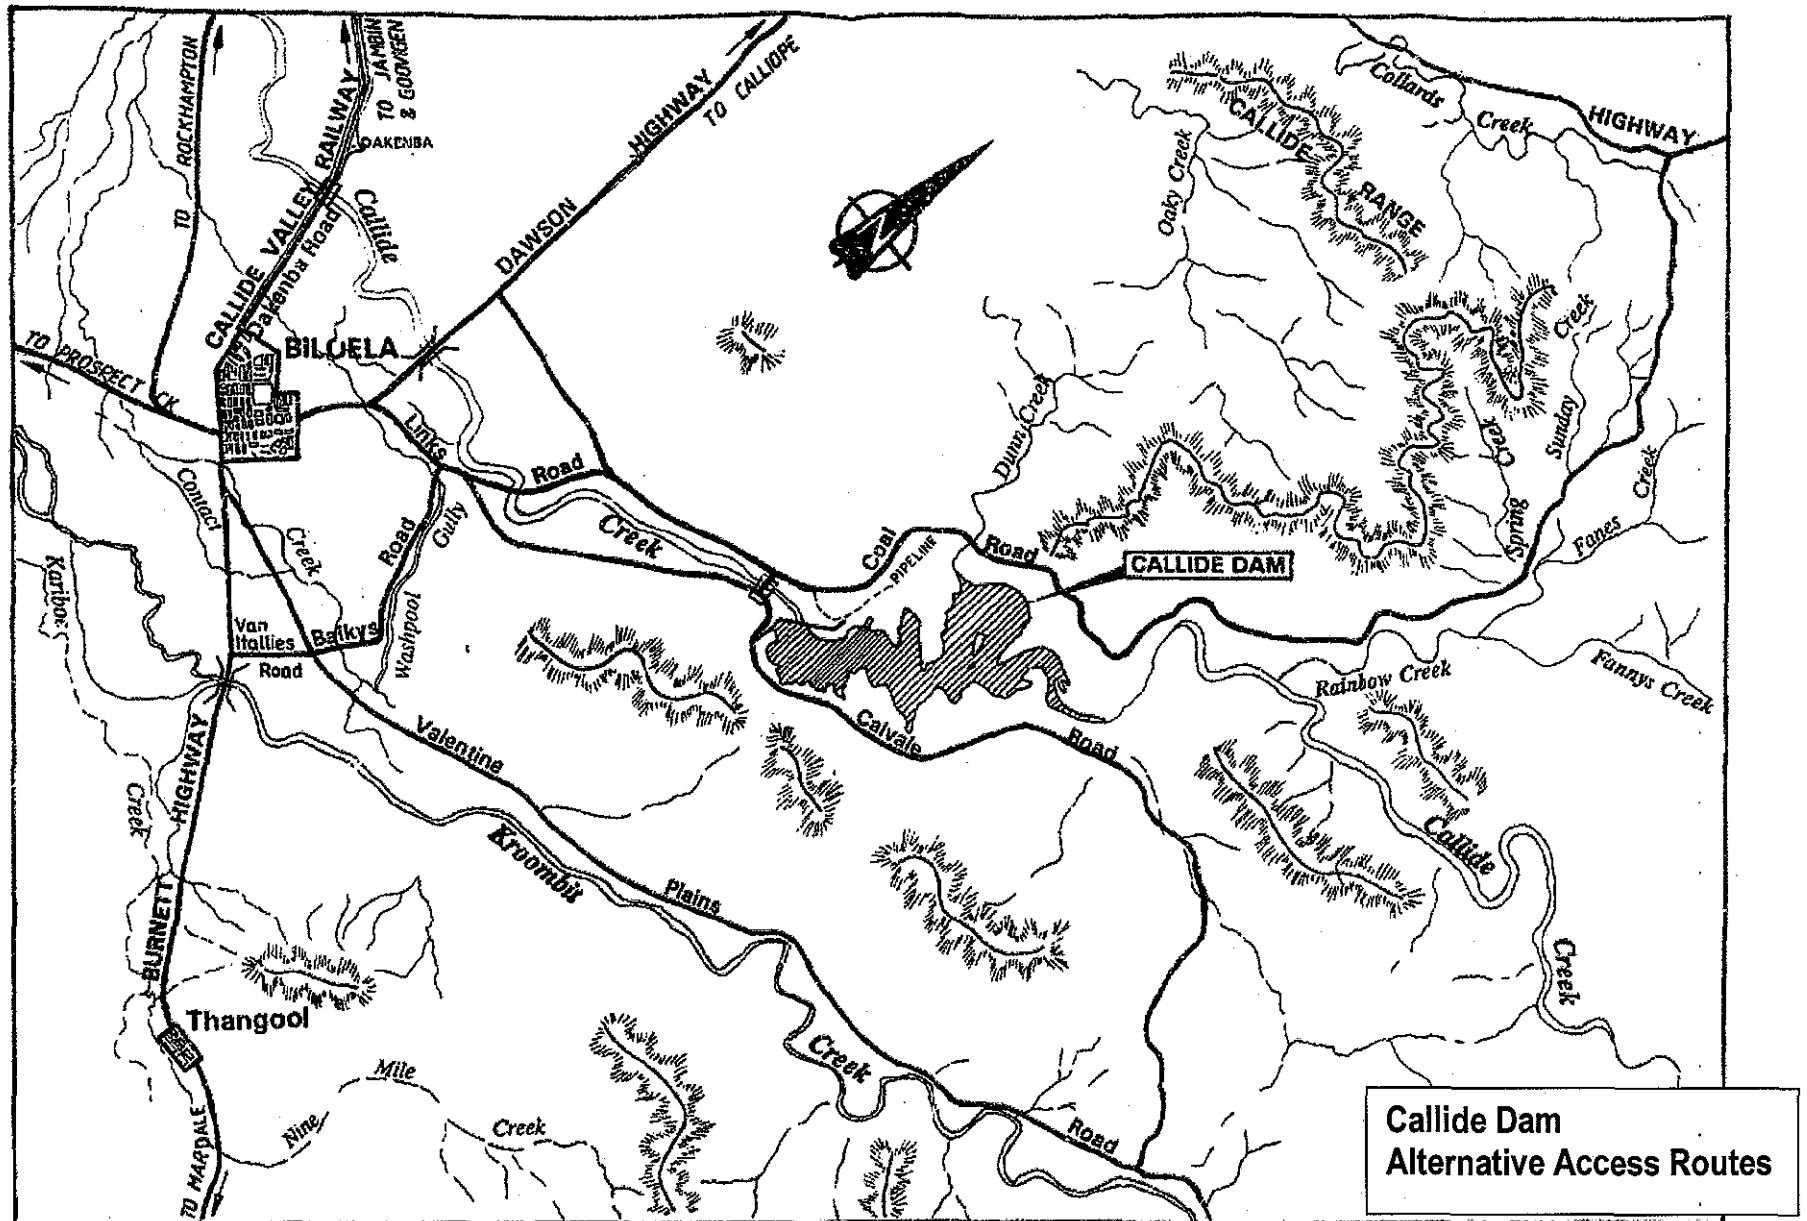 TO ROCKHAMPTON
CALLIDE VALLEY RAILWAY
TO JAMBIN
& GOOVIGEN
OAKENBA
Dakenba Road
Callide
DAWSON HIGHWAY
TO CALLIOPE
Collards
Creek
HIGHWAY
CALLIDE
RANGE
Oaky Creek
TO PROSPECT CK
BILOELA
Links
Road
Dunn Creek
Creek
Sunday
Creek
Spring
Creek
Fanes
Contact
Creek
Road
Gully
Washpool
Creek
Coal
Road
PIPELINE
CALLIDE DAM
Kariboe
Van
Itallies
Road
Balkys
Rainbow Creek
Fannys Creek
Valentine
Calvale
Road
HIGHWAY
Creek
Kroombit
Callide
Plains
BURNETT
Creek
Thangool
Mile
Creek
Nine
Creek
Road
TO MARDALE
Callide Dam
Alternative Access Routes